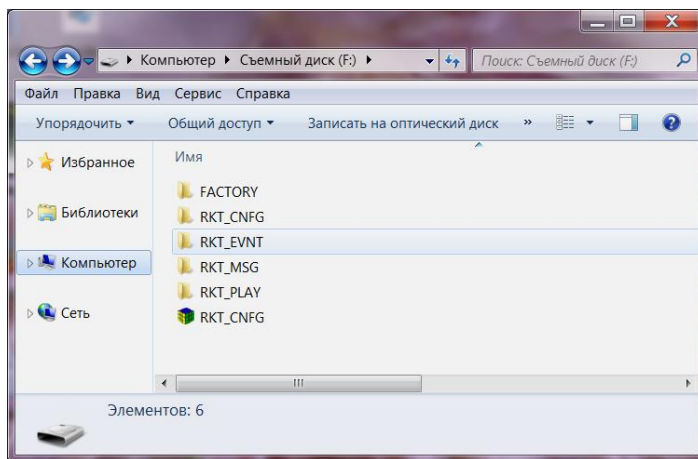 Компьютер Съемный диск (F:) Поиск: Съемный диск (F:)
Файл Правка Вид Сервис Справка
Упорядочить Общий доступ Записать на оптический диск »
Избранное
Библиотеки
Компьютер
Сеть
Имя
FACTORY
RKT_CNFG
RKT_EVNT
RKT_MSG
RKT_PLAY
RKT_CNFG
Элементов: 6